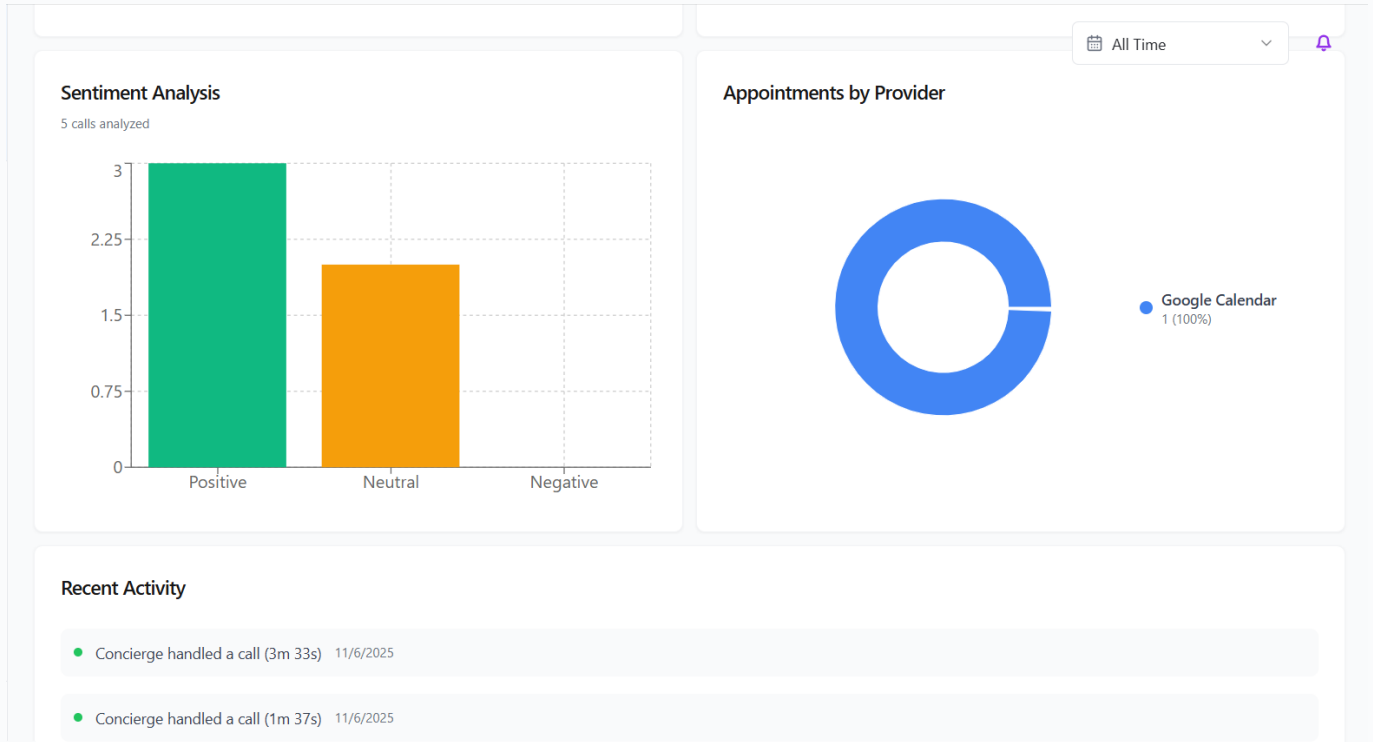 All Time
Sentiment Analysis
5 calls analyzed
3
2.25
1.5
0.75
0
Positive
Neutral
Negative
Appointments by Provider
Google Calendar
1 (100%)
Recent Activity
Concierge handled a call (3m 33s) 11/6/2025
Concierge handled a call (1m 37s) 11/6/2025